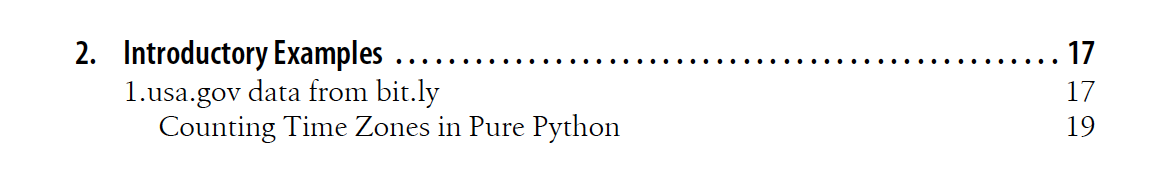 2. Introductory Examples . . . . . . . . . . . . . . . . . . . . . . . . . . . . . . . . . . . . . . . . . . . . . . . . . . . 17
1.usa.gov data from bit.ly 17
Counting Time Zones in Pure Python 19